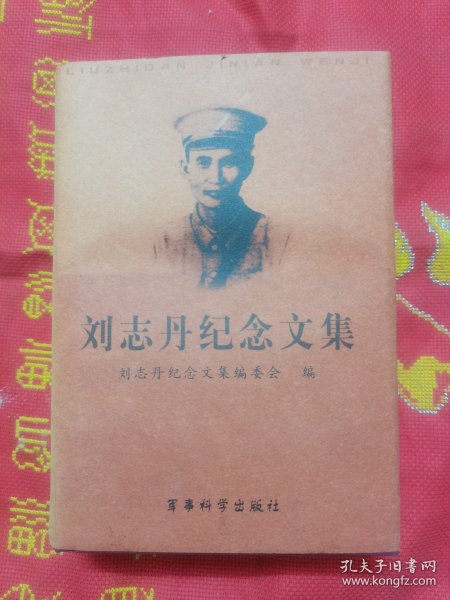 LIUZHIDAN JINIAN WENJI
刘志丹纪念文集
刘志丹纪念文集编委会 编
军事科学出版社
孔夫子旧书网
www.kongfz.com